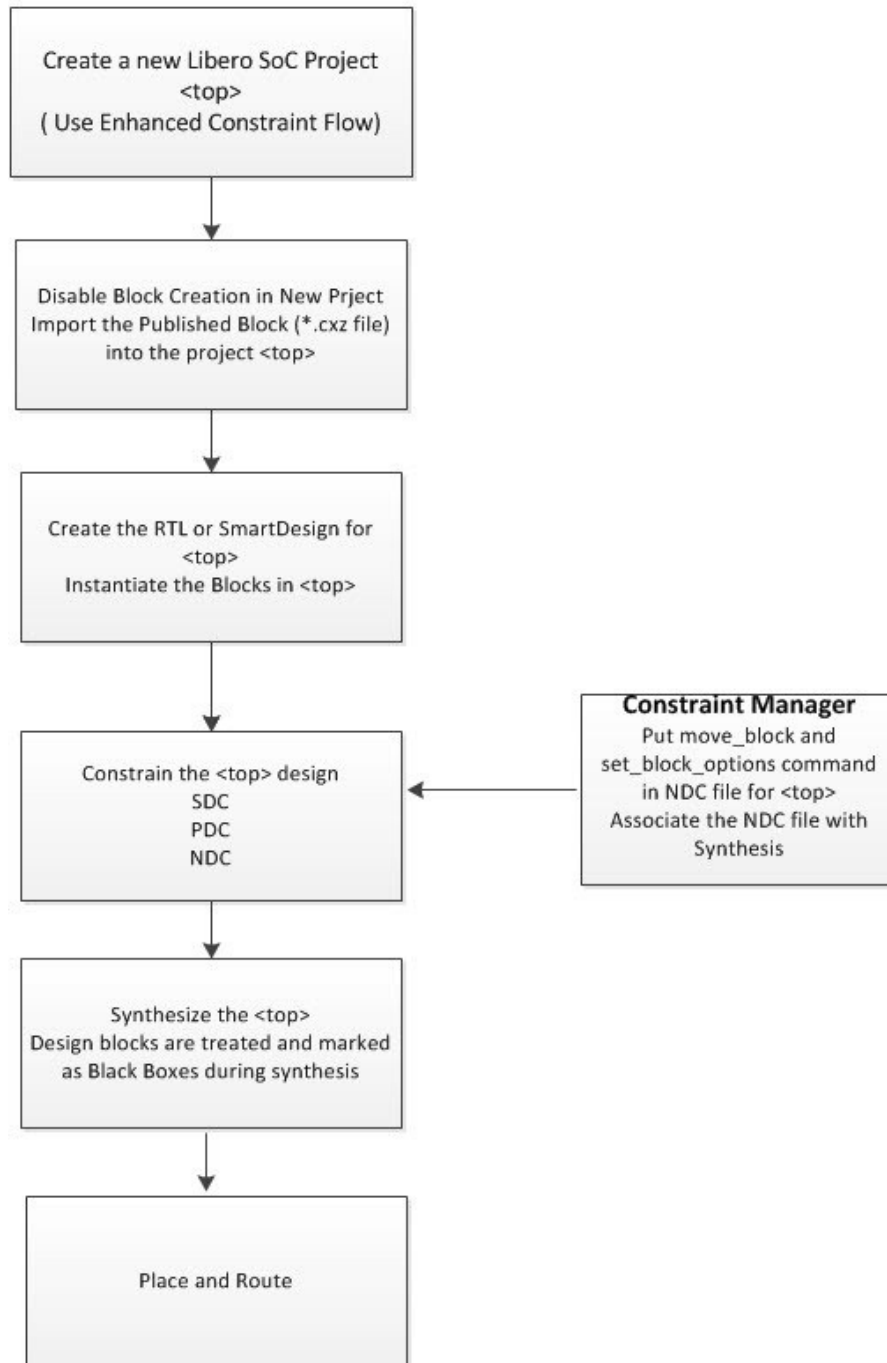 Create a new Libero SoC Project
<top>
( Use Enhanced Constraint Flow)
Disable Block Creation in New Prject
Import the Published Block (*.cxz file)
into the project <top>
Create the RTL or SmartDesign for
<top>
Instantiate the Blocks in <top>
Constrain the <top> design
SDC
PDC
NDC
Constraint Manager
Put move_block and
set_block_options command
in NDC file for <top>
Associate the NDC file with
Synthesis
Synthesize the <top>
Design blocks are treated and marked
as Black Boxes during synthesis
Place and Route